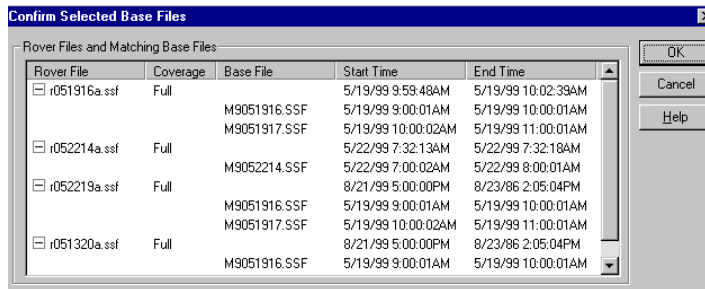 Confirm Selected Base Files
Rover Files and Matching Base Files
Rover File Coverage Base File Start Time End Time
r051916a.ssf Full 5/19/99 9:59:48AM 5/19/99 10:02:39AM
M9051916.SSF 5/19/99 9:00:01AM 5/19/99 10:00:01AM
M9051917.SSF 5/19/99 10:00:02AM 5/19/99 11:00:01AM
r052214a.ssf Full 5/22/99 7:32:13AM 5/22/99 7:32:18AM
M9052214.SSF 5/22/99 7:00:02AM 5/22/99 8:00:01AM
r052219a.ssf Full 8/21/99 5:00:00PM 8/23/86 2:05:04PM
M9051916.SSF 5/19/99 9:00:01AM 5/19/99 10:00:01AM
M9051917.SSF 5/19/99 10:00:02AM 5/19/99 11:00:01AM
r051320a.ssf Full 8/21/99 5:00:00PM 8/23/86 2:05:04PM
M9051916.SSF 5/19/99 9:00:01AM 5/19/99 10:00:01AM
OK
Cancel
Help